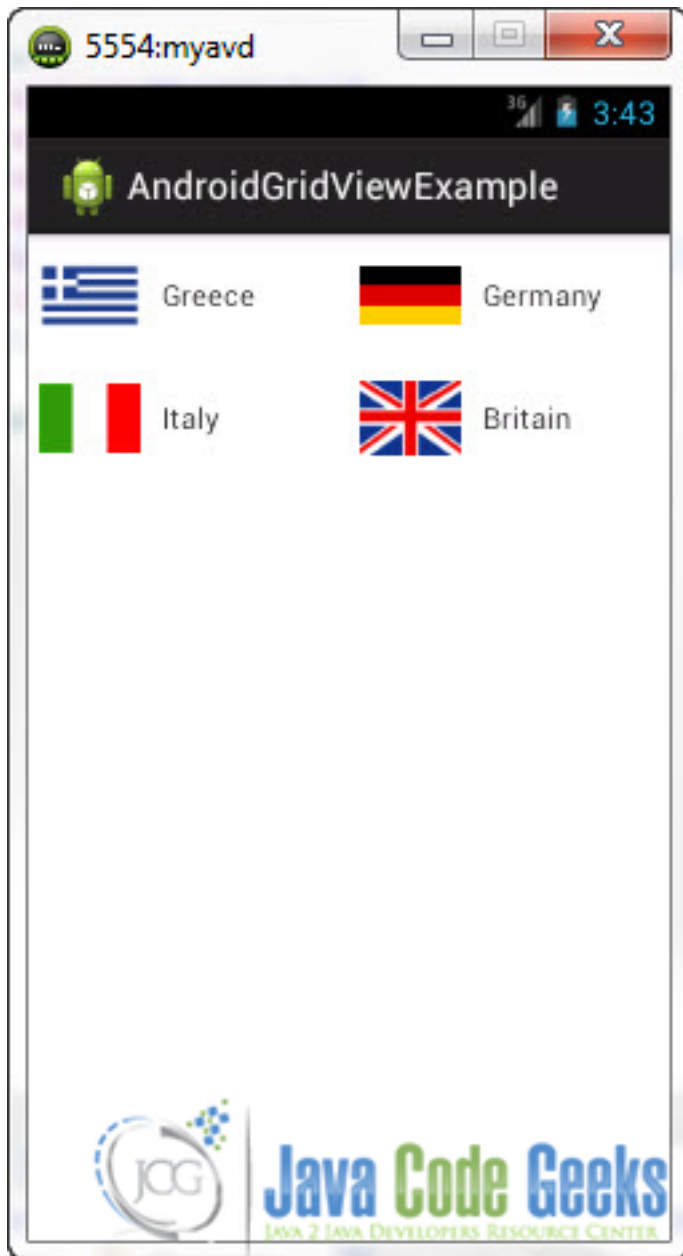 5554:myavd
3G 3:43
AndroidGridViewExample
Greece Germany
Italy Britain
JCG
Java Code Geeks
JAVA 2 JAVA DEVELOPERS RESOURCE CENTER